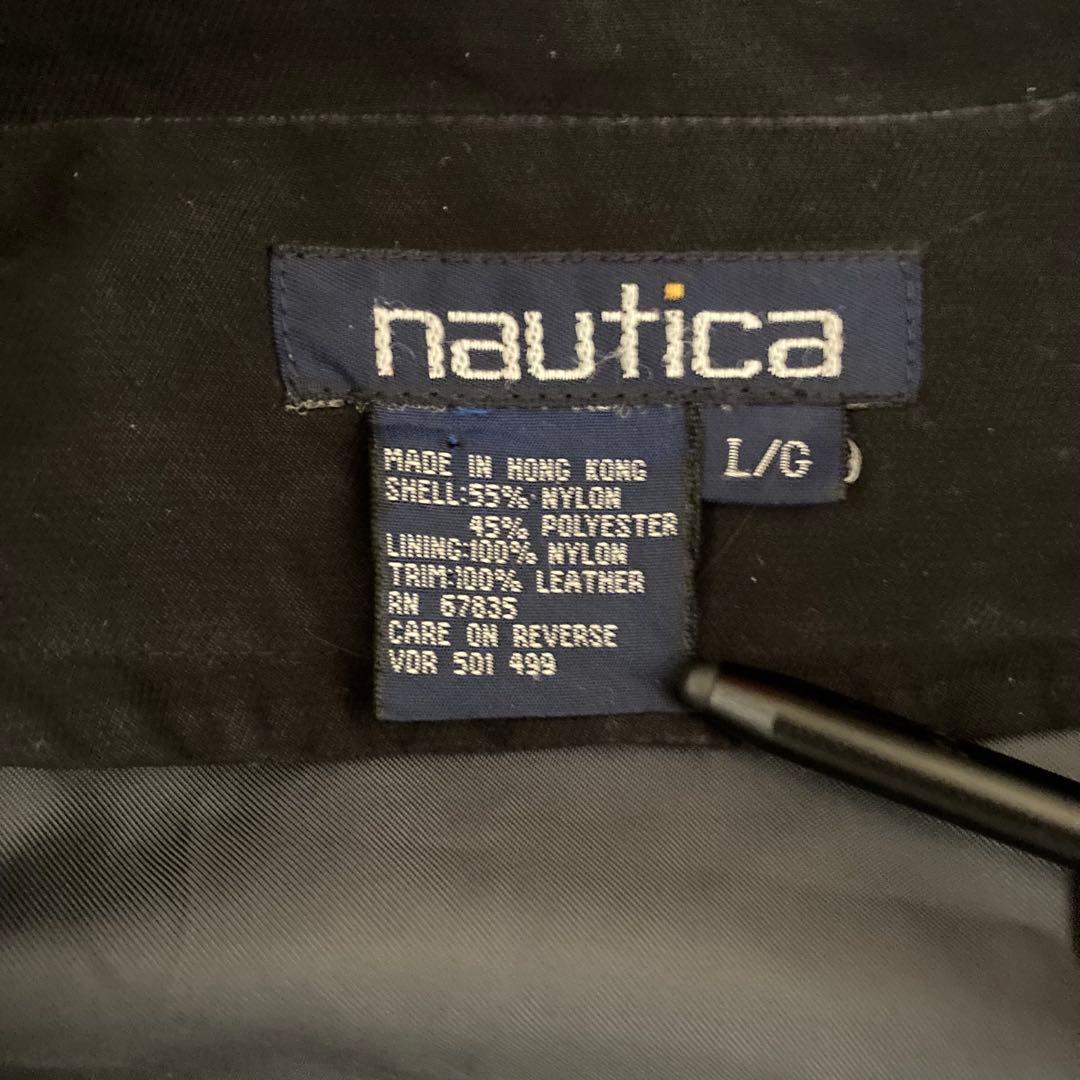 nautica
L/G
MADE IN HONG KONG
SHELL:55% NYLON
45% POLYESTER
LINING:100% NYLON
TRIM:100% LEATHER
RN 67835
CARE ON REVERSE
VDR 501 499